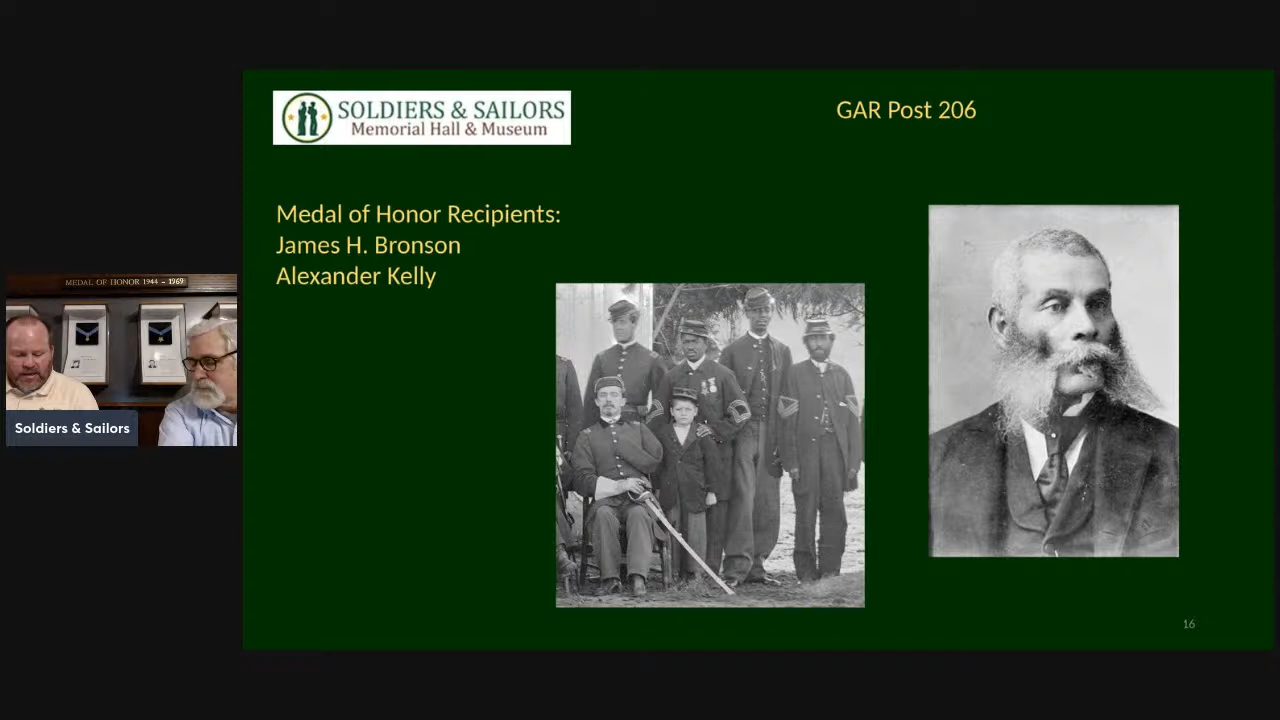 SOLDIERS & SAILORS
Memorial Hall & Museum
GAR Post 206
Medal of Honor Recipients:
James H. Bronson
Alexander Kelly
MEDAL OF HONOR 1944 - 1969
Soldiers & Sailors
16